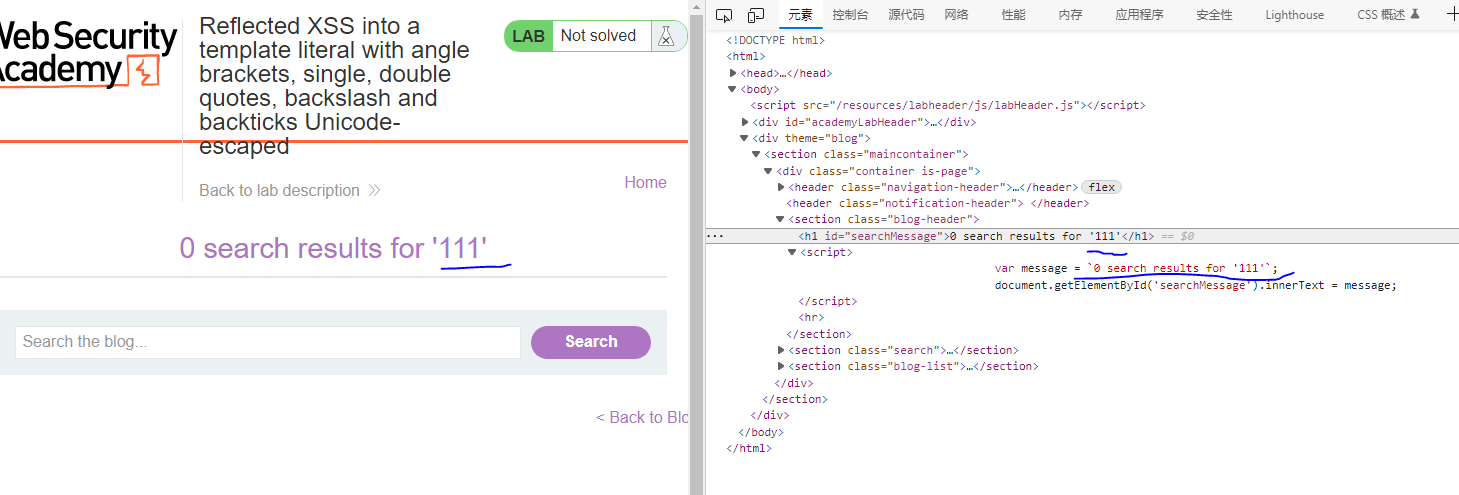 Web Security
Academy
Reflected XSS into a
template literal with angle
brackets, single, double
quotes, backslash and
backticks Unicode-
escaped
LAB Not solved
Back to lab description
Home
0 search results for '111'
Search the blog...
Search
< Back to Blo
元素 控制台 源代码 网络 性能 内存 应用程序 安全性 Lighthouse CSS 概述
<!DOCTYPE html>
<html>
<head>…</head>
<body>
<script src="/resources/labheader/js/labHeader.js"></script>
<div id="academyLabHeader">…</div>
<div theme="blog">
<section class="maincontainer">
<div class="container is-page">
<header class="navigation-header">…</header> flex
<header class="notification-header"> </header>
<section class="blog-header">
<h1 id="searchMessage">0 search results for '111'</h1> == $0
<script>
var message = `0 search results for '111'`;
document.getElementById('searchMessage').innerText = message;
</script>
<hr>
</section>
<section class="search">…</section>
<section class="blog-list">…</section>
</div>
</section>
</div>
</body>
</html>